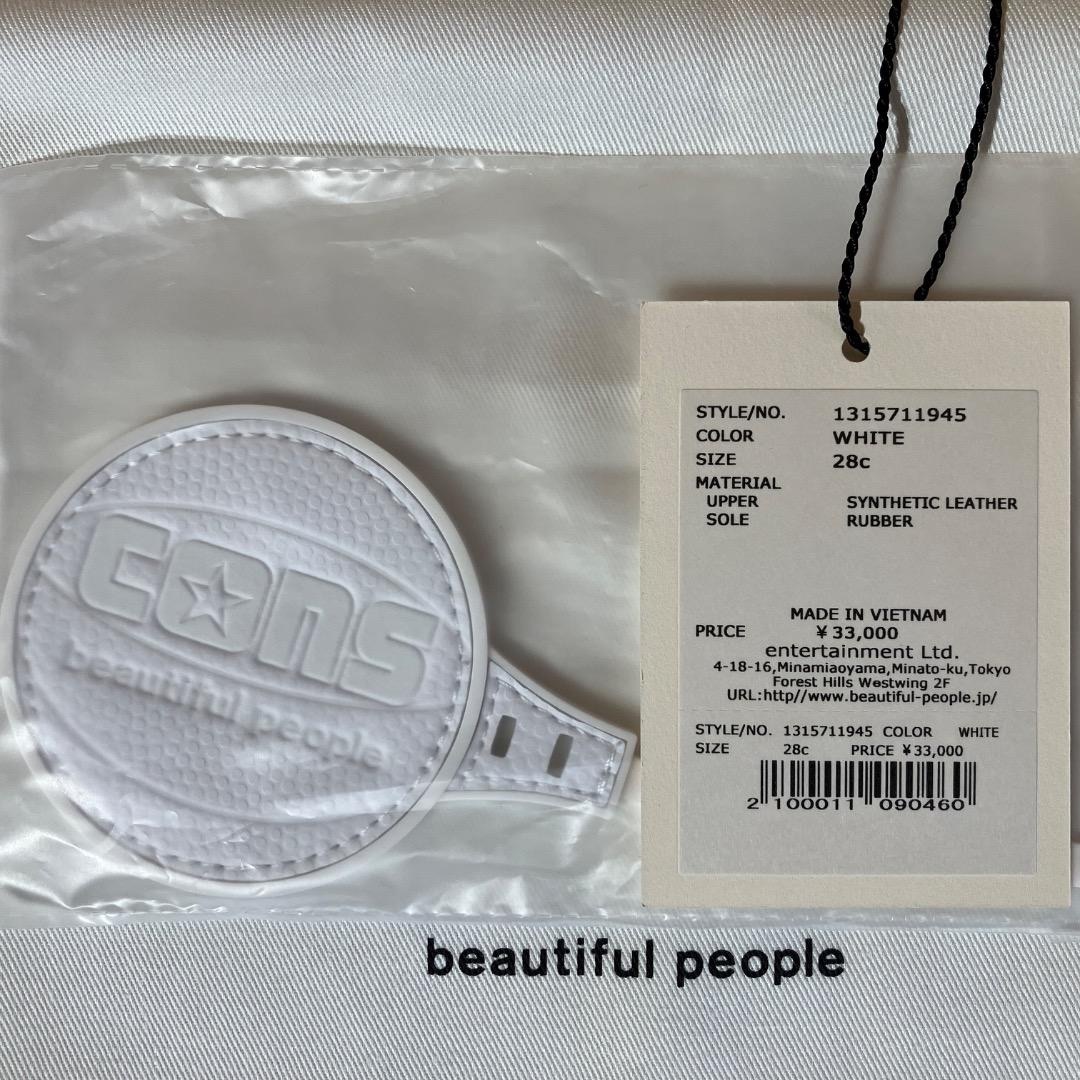 CONS
beautiful people
STYLE/NO. 1315711945
COLOR WHITE
SIZE 28c
MATERIAL
UPPER SYNTHETIC LEATHER
SOLE RUBBER
MADE IN VIETNAM
PRICE ¥33,000
entertainment Ltd.
4-18-16,Minamiaoyama,Minato-ku,Tokyo
Forest Hills Westwing 2F
URL:http//www.beautiful-people.jp/
STYLE/NO. 1315711945 COLOR WHITE
SIZE 28c PRICE ¥33,000
2 100011 090460
beautiful people